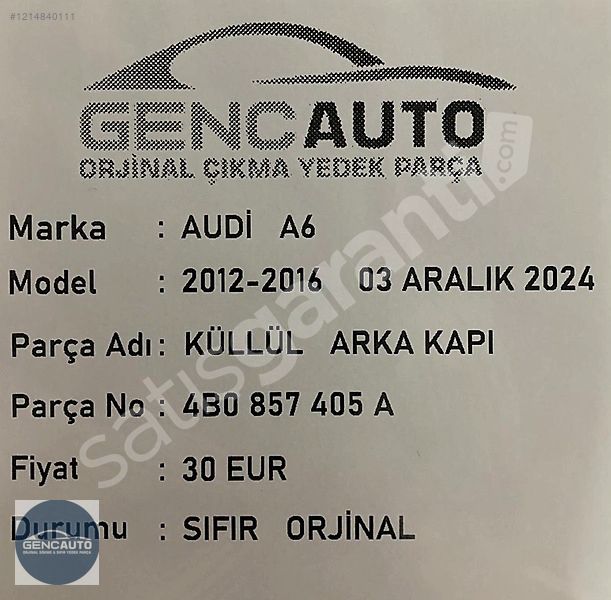 #1214840111
GENCAUTO
ORJİNAL ÇIKMA YEDEK PARÇA
Marka : AUDİ A6
Model : 2012-2016 03 ARALIK 2024
Parça Adı : KÜLLÜL ARKA KAPI
Parça No : 4B0 857 405 A
Fiyat : 30 EUR
Durumu : SIFIR ORJİNAL
satisgaranti.com
GENCAUTO